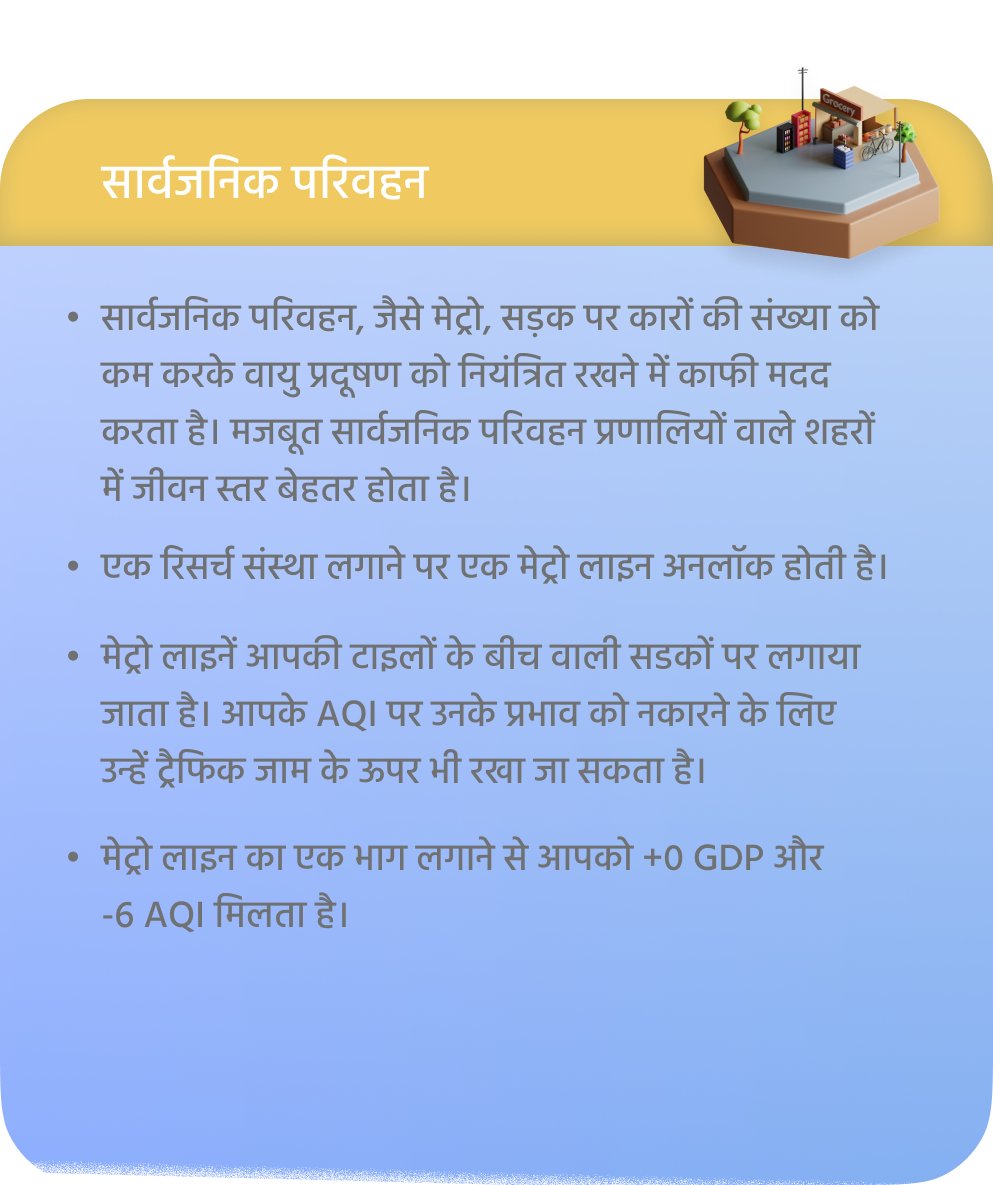 Grocery
सार्वजनिक परिवहन
• सार्वजनिक परिवहन, जैसे मेट्रो, सड़क पर कारों की संख्या को
कम करके वायु प्रदूषण को नियंत्रित रखने में काफी मदद
करता है। मजबूत सार्वजनिक परिवहन प्रणालियों वाले शहरों
में जीवन स्तर बेहतर होता है।
• एक रिसर्च संस्था लगाने पर एक मेट्रो लाइन अनलॉक होती है।
• मेट्रो लाइनें आपकी टाइलों के बीच वाली सडकों पर लगाया
जाता है। आपके AQI पर उनके प्रभाव को नकारने के लिए
उन्हें ट्रैफिक जाम के ऊपर भी रखा जा सकता है।
• मेट्रो लाइन का एक भाग लगाने से आपको +0 GDP और
-6 AQI मिलता है।